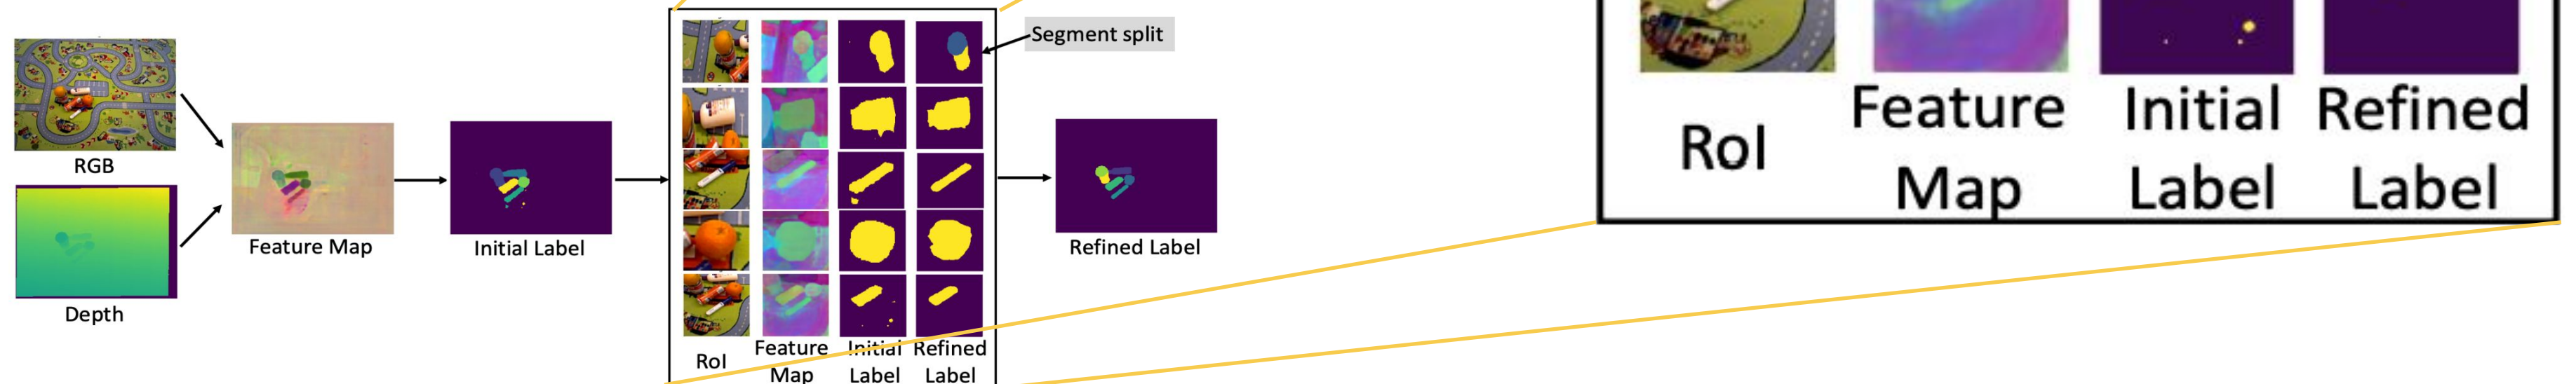 RGB
Depth
Feature Map
Initial Label
RoI
Feature
Map
Initial
Label
Refined
Label
Segment split
Refined Label
RoI
Feature
Map
Initial
Label
Refined
Label